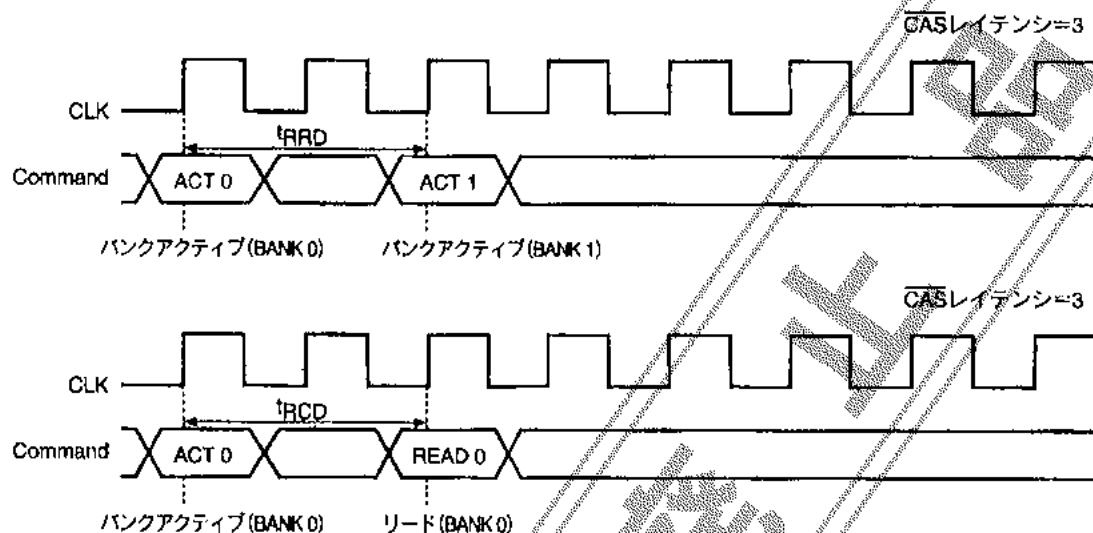 CASレイテンシ=3
CLK
tRRD
Command ACT 0 ACT 1
バンクアクティブ(BANK 0) バンクアクティブ(BANK 1)
CASレイテンシ=3
CLK
tRCD
Command ACT 0 READ 0
バンクアクティブ(BANK 0) リード(BANK 0)